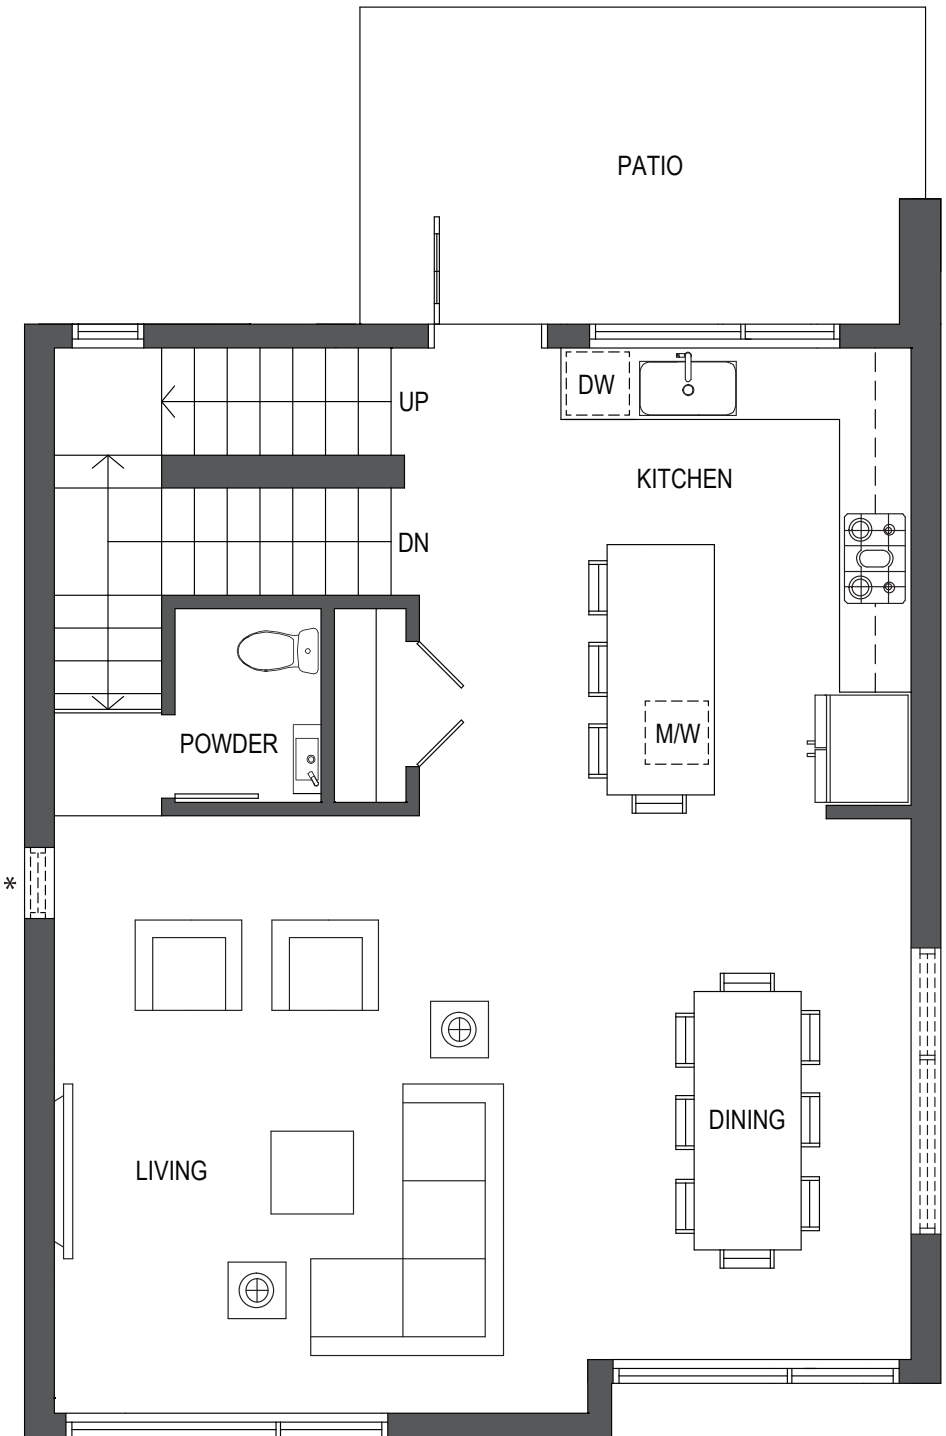 PATIO
UP
DW
KITCHEN
DN
M/W
POWDER
*
DINING
LIVING